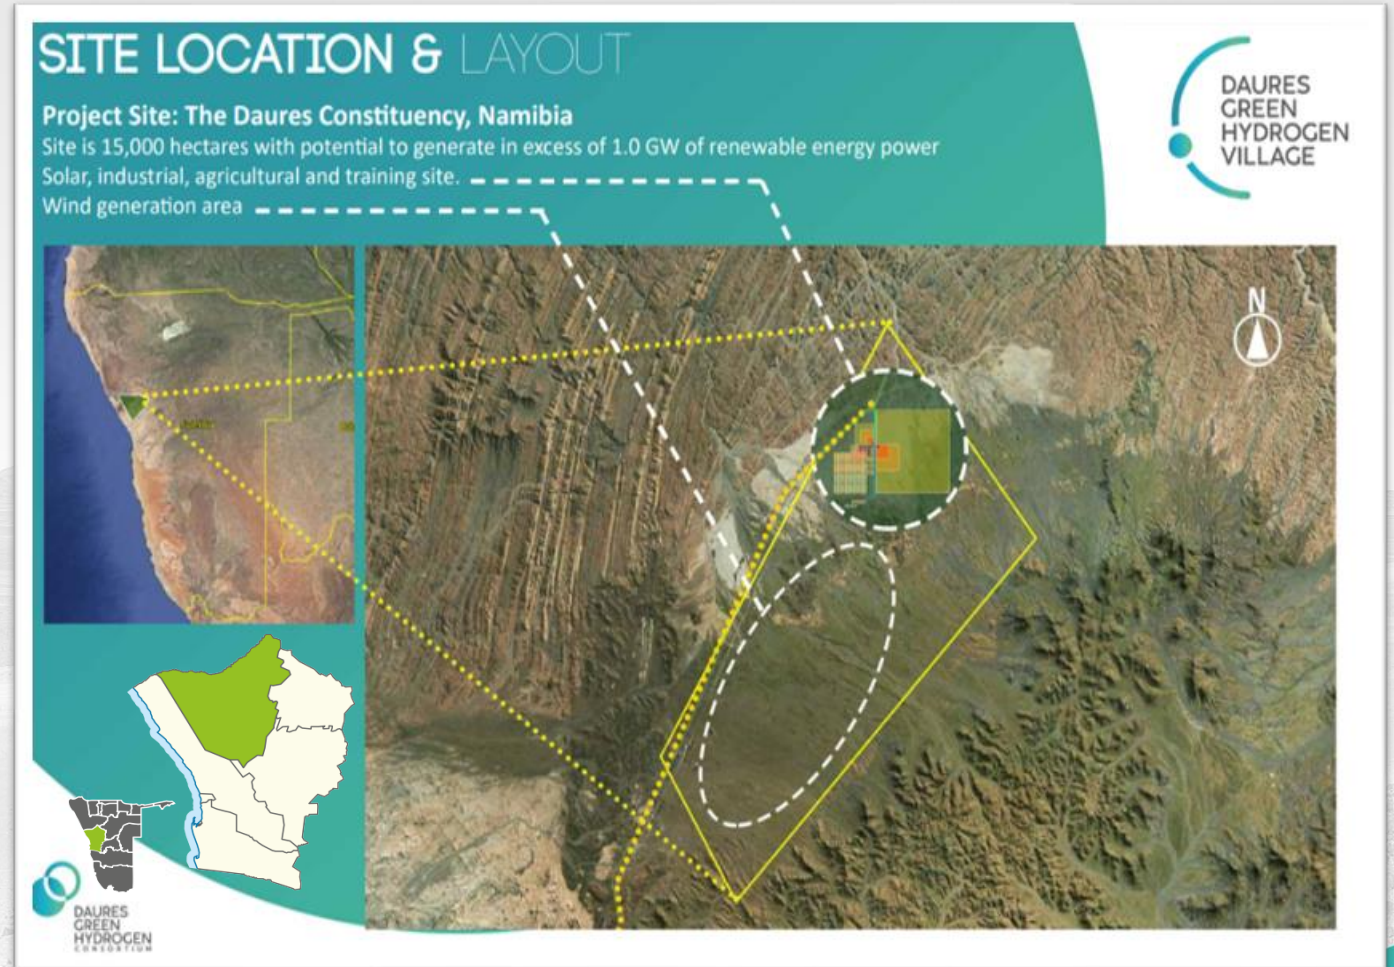 SITE LOCATION & LAYOUT
Project Site: The Daures Constituency, Namibia
Site is 15,000 hectares with potential to generate in excess of 1.0 GW of renewable energy power
Solar, industrial, agricultural and training site.
Wind generation area
DAURES
GREEN
HYDROGEN
VILLAGE
N
DAURES
GREEN
HYDROGEN
CONSORTIUM